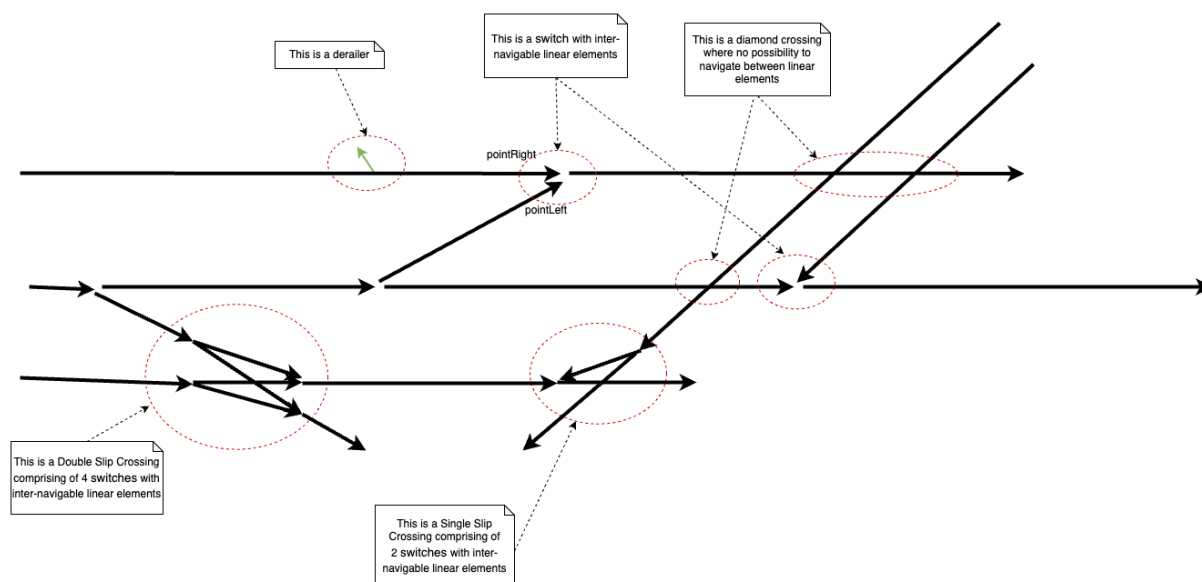 This is a derailer
This is a switch with inter-
navigable linear elements
This is a diamond crossing
where no possibility to
navigate between linear
elements
pointRight
pointLeft
This is a Double Slip Crossing
comprising of 4 switches with
inter-navigable linear elements
This is a Single Slip
Crossing comprising of
2 switches with inter-
navigable linear elements